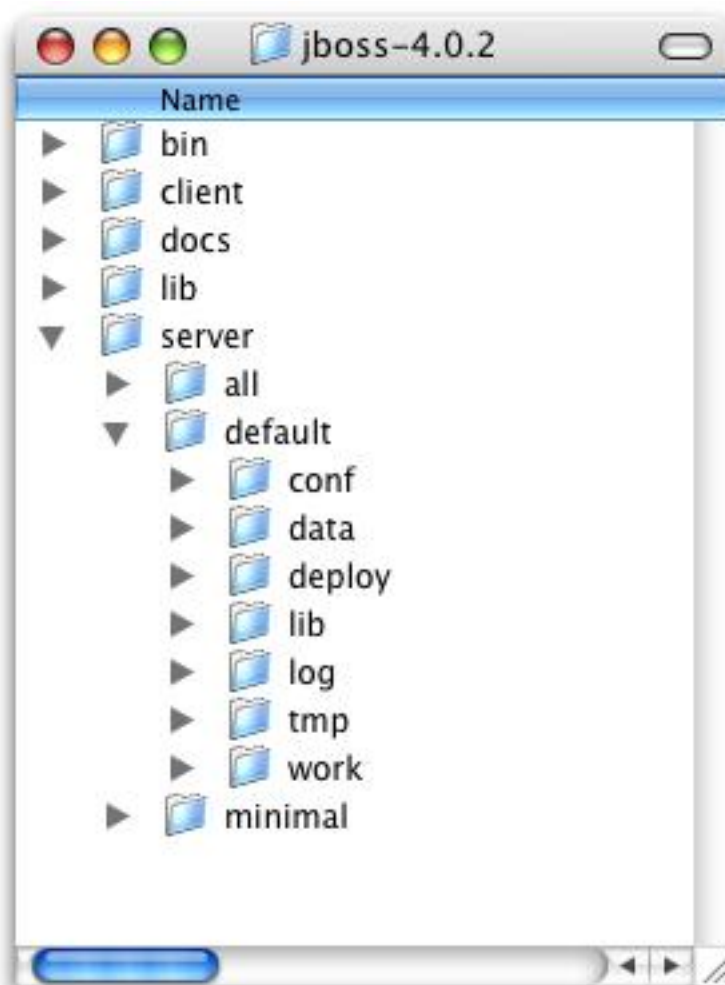 jboss-4.0.2
Name
bin
client
docs
lib
server
all
default
conf
data
deploy
lib
log
tmp
work
minimal